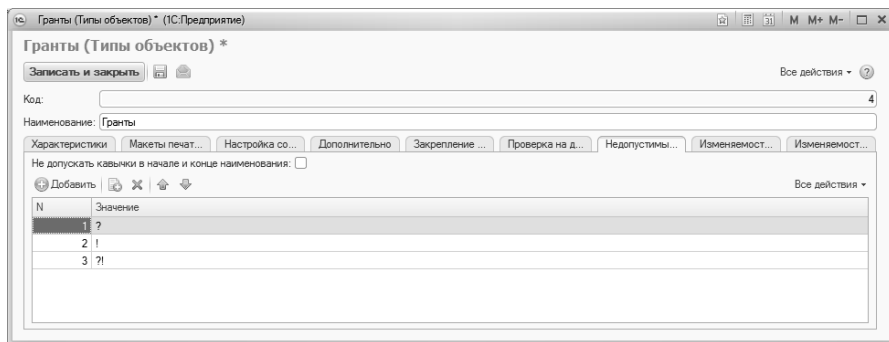 Гранты (Типы объектов) * (1С:Предприятие)
31 M M+ M-
Гранты (Типы объектов) *
Записать и закрыть
Все действия
?
Код: 4
Наименование: Гранты
Характеристики Макеты печат... Настройка со... Дополнительно Закрепление ... Проверка на д... Недопустимы... Изменяемост... Изменяемост...
Не допускать кавычки в начале и конце наименования:
Добавить
Все действия
N Значение
1 ?
2 !
3 ?!